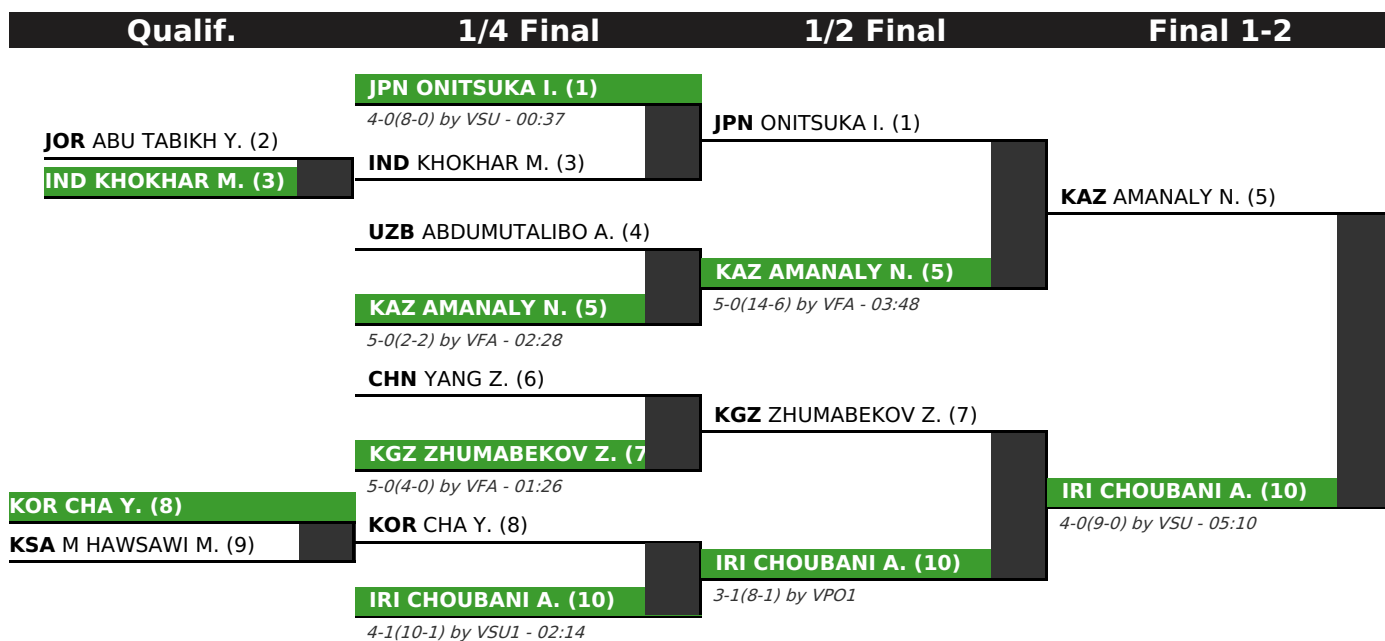 Qualif.
1/4 Final
1/2 Final
Final 1-2
JOR ABU TABIKH Y. (2)
IND KHOKHAR M. (3)
KOR CHA Y. (8)
KSA M HAWSAWI M. (9)
JPN ONITSUKA I. (1)
4-0(8-0) by VSU - 00:37
IND KHOKHAR M. (3)
UZB ABDUMUTALIBO A. (4)
KAZ AMANALY N. (5)
5-0(2-2) by VFA - 02:28
CHN YANG Z. (6)
KGZ ZHUMABEKOV Z. (7
5-0(4-0) by VFA - 01:26
KOR CHA Y. (8)
IRI CHOUBANI A. (10)
4-1(10-1) by VSU1 - 02:14
JPN ONITSUKA I. (1)
KAZ AMANALY N. (5)
5-0(14-6) by VFA - 03:48
KGZ ZHUMABEKOV Z. (7)
IRI CHOUBANI A. (10)
3-1(8-1) by VPO1
KAZ AMANALY N. (5)
IRI CHOUBANI A. (10)
4-0(9-0) by VSU - 05:10